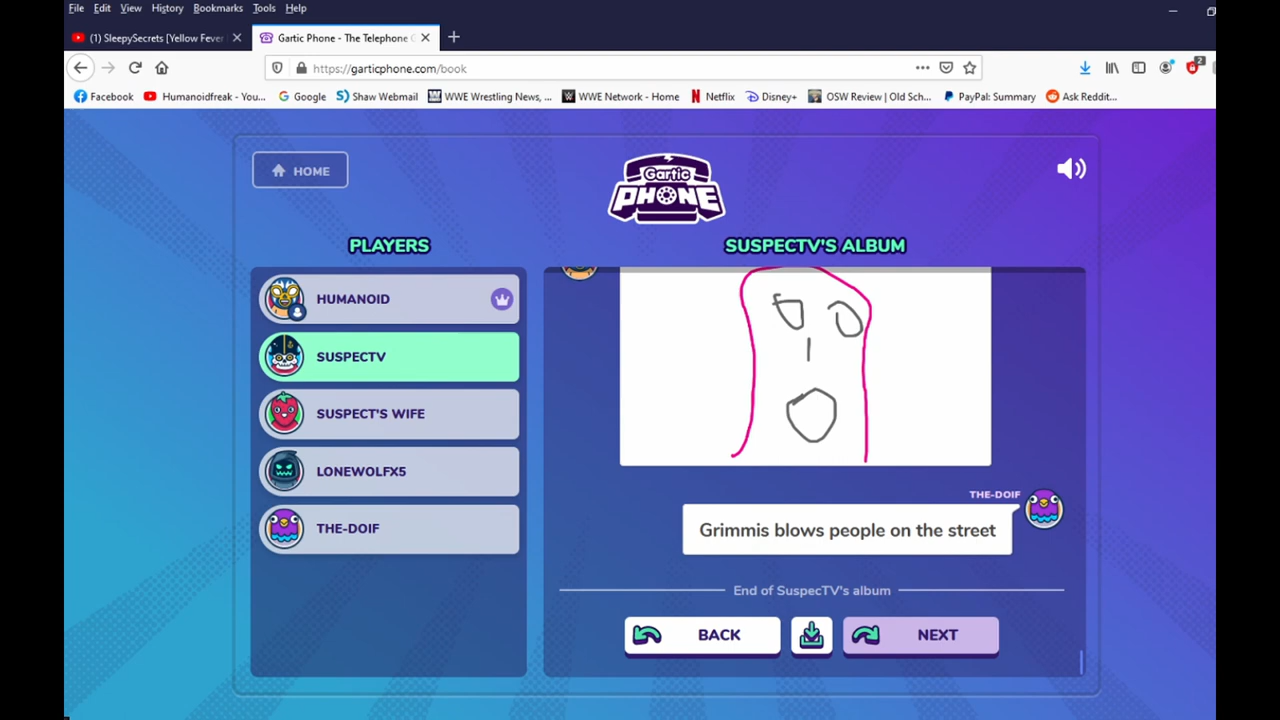 File Edit View History Bookmarks Tools Help
(1) SleepySecrets [Yellow Fever
Gartic Phone - The Telephone G
https://garticphone.com/book
2
Facebook Humanoidfreak - You... Google Shaw Webmail WWE Wrestling News, ... WWE Network - Home Netflix Disney+ OSW Review | Old Sch... PayPal: Summary Ask Reddit...
HOME
Gartic
PHONE
PLAYERS
SUSPECTV'S ALBUM
HUMANOID
SUSPECTV
SUSPECT'S WIFE
LONEWOLFX5
THE-DOIF
THE-DOIF
Grimmis blows people on the street
End of SuspecTV's album
BACK
NEXT